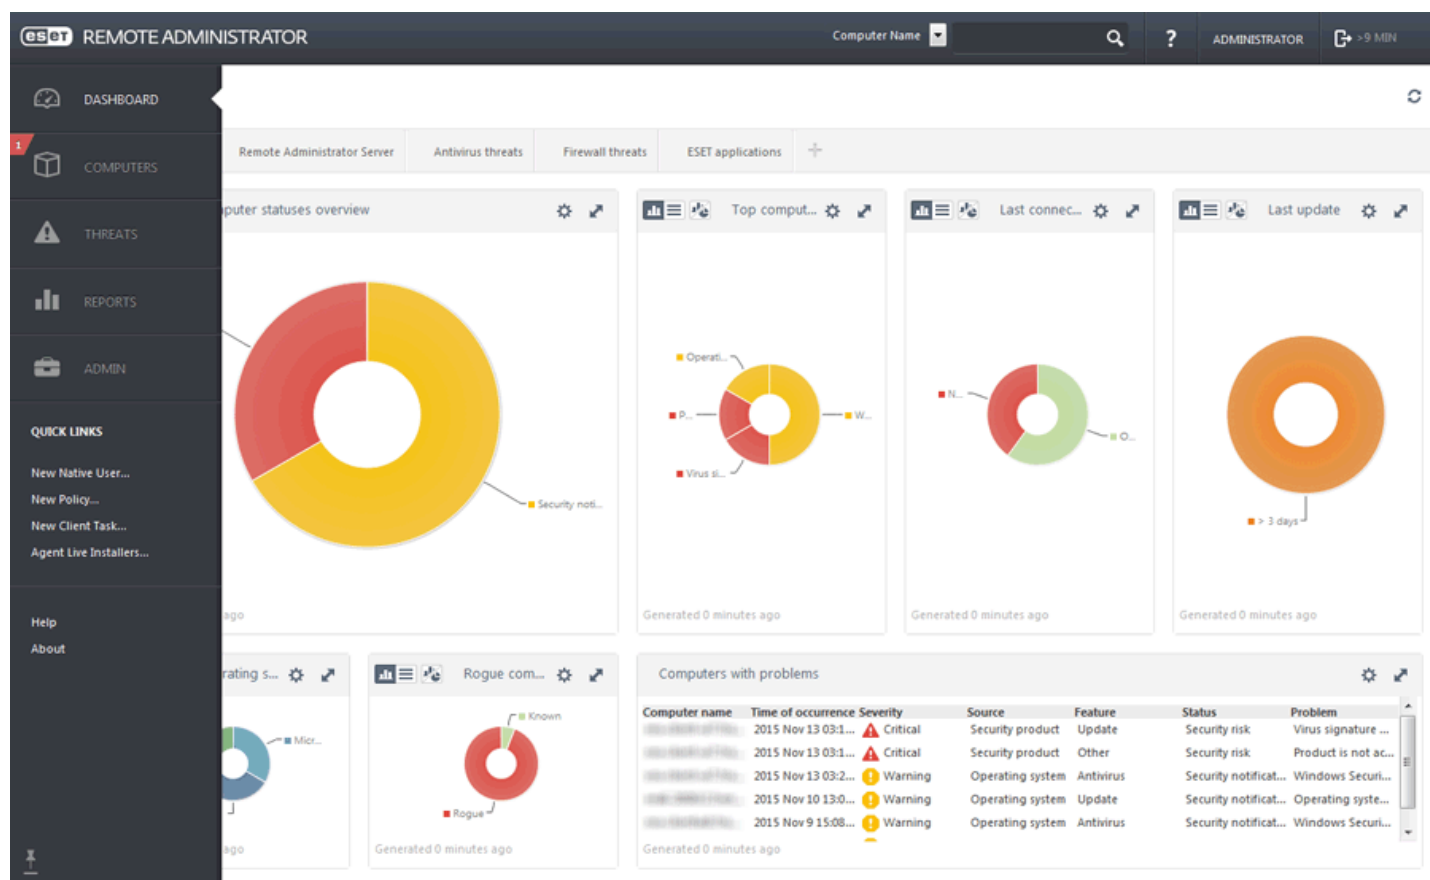 eset REMOTE ADMINISTRATOR
Computer Name
?
ADMINISTRATOR
>9 MIN
DASHBOARD
1
COMPUTERS
THREATS
REPORTS
ADMIN
QUICK LINKS
New Native User...
New Policy...
New Client Task...
Agent Live Installers...
Help
About
Remote Administrator Server
Antivirus threats
Firewall threats
ESET applications
puter statuses overview
Security noti...
ago
Top comput...
Operati...
P...
W...
Virus si...
Generated 0 minutes ago
Last connec...
N...
O...
Generated 0 minutes ago
Last update
> 3 days
Generated 0 minutes ago
rating s...
Micr...
ago
Rogue com...
Known
Rogue
Generated 0 minutes ago
Computers with problems
Computer name Time of occurrence Severity Source Feature Status Problem
2015 Nov 13 03:1... Critical Security product Update Security risk Virus signature ...
2015 Nov 13 03:1... Critical Security product Other Security risk Product is not ac...
2015 Nov 13 03:2... Warning Operating system Antivirus Security notificat... Windows Securi...
2015 Nov 10 13:0... Warning Operating system Update Security notificat... Operating syste...
2015 Nov 9 15:08... Warning Operating system Antivirus Security notificat... Windows Securi...
Generated 0 minutes ago